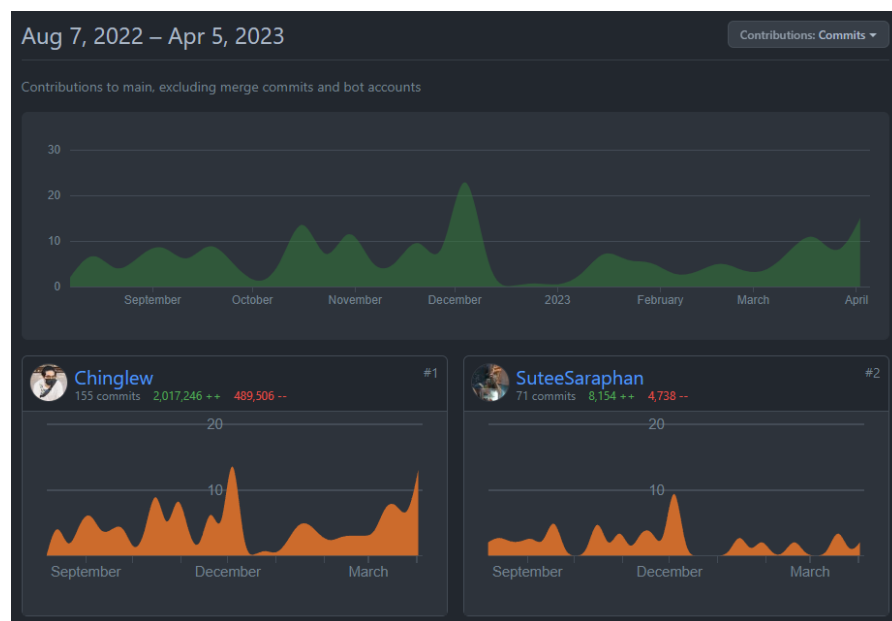 Aug 7, 2022 – Apr 5, 2023
Contributions: Commits
Contributions to main, excluding merge commits and bot accounts
30
20
10
0
September October November December 2023 February March April
Chinglew #1
155 commits 2,017,246 ++ 489,506 --
20
10
September December March
SuteeSaraphan #2
71 commits 8,154 ++ 4,738 --
20
10
September December March